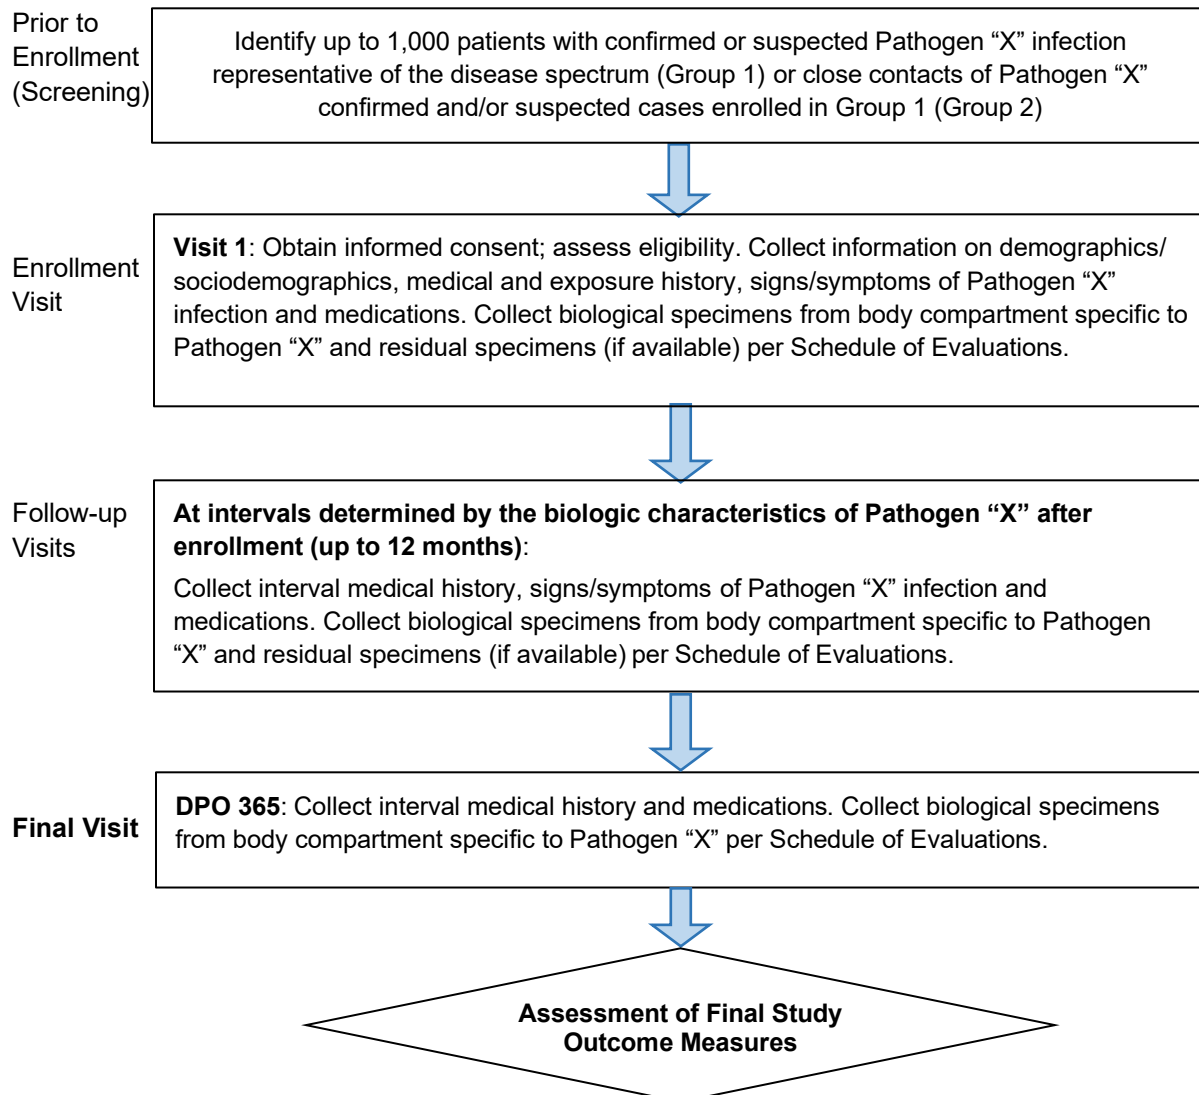 Prior to
Enrollment
(Screening)
Identify up to 1,000 patients with confirmed or suspected Pathogen “X” infection
representative of the disease spectrum (Group 1) or close contacts of Pathogen “X”
confirmed and/or suspected cases enrolled in Group 1 (Group 2)
Enrollment
Visit
Visit 1: Obtain informed consent; assess eligibility. Collect information on demographics/
sociodemographics, medical and exposure history, signs/symptoms of Pathogen “X”
infection and medications. Collect biological specimens from body compartment specific to
Pathogen “X” and residual specimens (if available) per Schedule of Evaluations.
Follow-up
Visits
At intervals determined by the biologic characteristics of Pathogen “X” after
enrollment (up to 12 months):
Collect interval medical history, signs/symptoms of Pathogen “X” infection and
medications. Collect biological specimens from body compartment specific to Pathogen
“X” and residual specimens (if available) per Schedule of Evaluations.
Final Visit
DPO 365: Collect interval medical history and medications. Collect biological specimens
from body compartment specific to Pathogen “X” per Schedule of Evaluations.
Assessment of Final Study
Outcome Measures